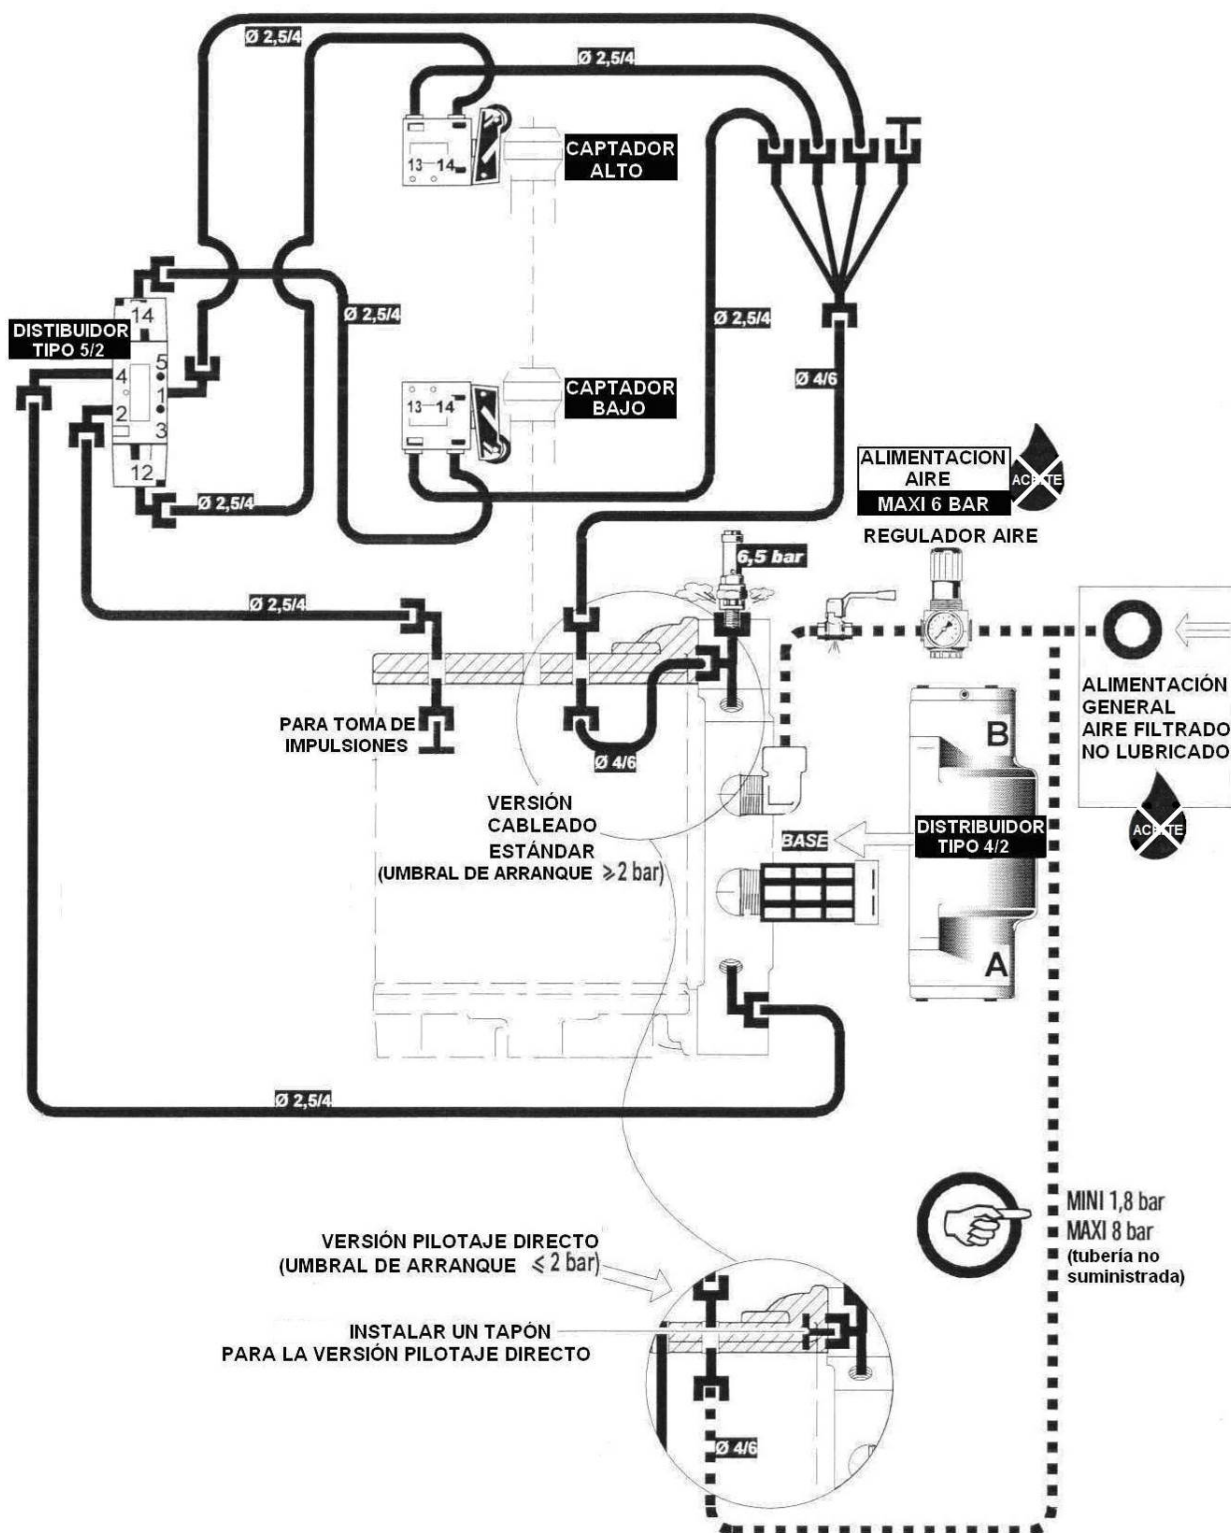 Ø 2,5/4
Ø 2,5/4
CAPTADOR
ALTO
13 14
14
DISTIBUIDOR
TIPO 5/2
5
4
1
2
3
12
Ø 2,5/4
Ø 2,5/4
CAPTADOR
BAJO
13 14
Ø 4/6
Ø 2,5/4
ALIMENTACION
AIRE
MAXI 6 BAR
ACEITE
REGULADOR AIRE
6,5 bar
Ø 2,5/4
PARA TOMA DE
IMPULSIONES
Ø 4/6
ALIMENTACIÓN
GENERAL
AIRE FILTRADO
NO LUBRICADO
ACEITE
VERSIÓN
CABLEADO
ESTÁNDAR
(UMBRAL DE ARRANQUE ⩾2 bar)
BASE
B
DISTRIBUIDOR
TIPO 4/2
A
Ø 2,5/4
MINI 1,8 bar
MAXI 8 bar
(tubería no
suministrada)
VERSIÓN PILOTAJE DIRECTO
(UMBRAL DE ARRANQUE ⩽ 2 bar)
INSTALAR UN TAPÓN
PARA LA VERSIÓN PILOTAJE DIRECTO
Ø 4/6